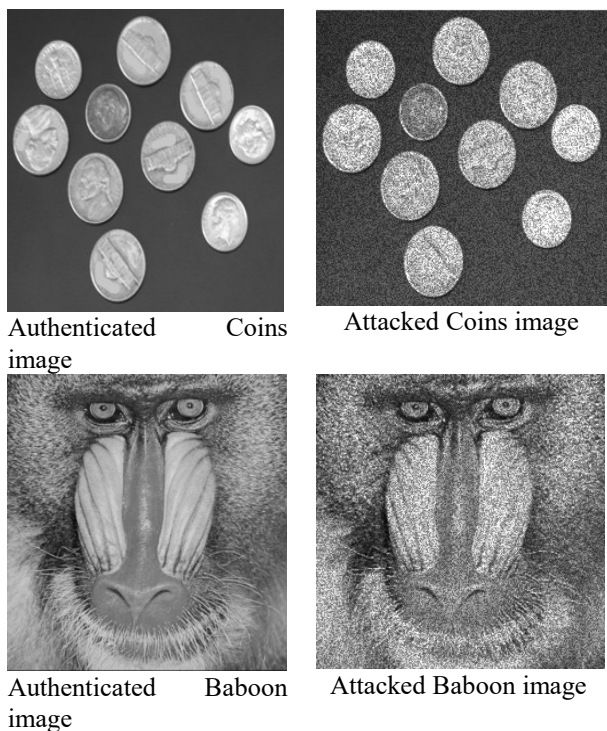 Authenticated Coins
image
Attacked Coins image
Authenticated Baboon
image
Attacked Baboon image